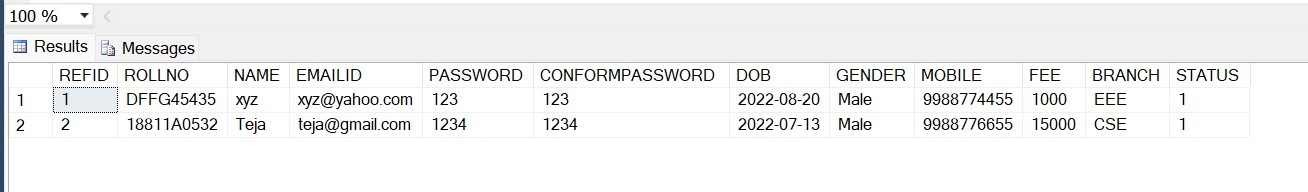 100 %
Results Messages
REFID ROLLNO NAME EMAILID PASSWORD CONFORMPASSWORD DOB GENDER MOBILE FEE BRANCH STATUS
1 1 DFFG45435 xyz xyz@yahoo.com 123 123 2022-08-20 Male 9988774455 1000 EEE 1
2 2 18811A0532 Teja teja@gmail.com 1234 1234 2022-07-13 Male 9988776655 15000 CSE 1